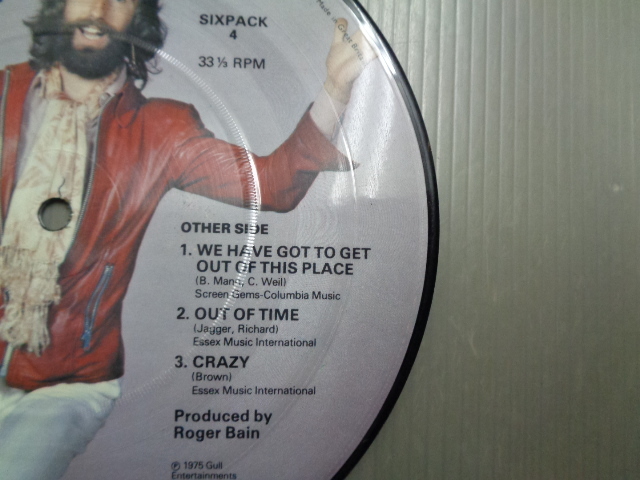 SIXPACK
4
33 ⅓ RPM
OTHER SIDE
1. WE HAVE GOT TO GET
OUT OF THIS PLACE
(B. Mann, C. Weil)
Screen Gems-Columbia Music
2. OUT OF TIME
(Jagger, Richard)
Essex Music International
3. CRAZY
(Brown)
Essex Music International
Produced by
Roger Bain
℗ 1975 Gull
Entertainments